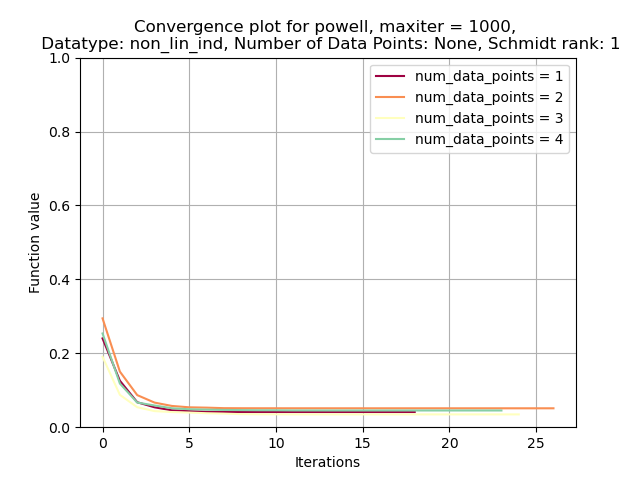 Convergence plot for powell, maxiter = 1000,
Datatype: non_lin_ind, Number of Data Points: None, Schmidt rank: 1
num_data_points = 1
num_data_points = 2
num_data_points = 3
num_data_points = 4
1.0
0.8
0.6
0.4
0.2
0.0
Function value
0 5 10 15 20 25
Iterations